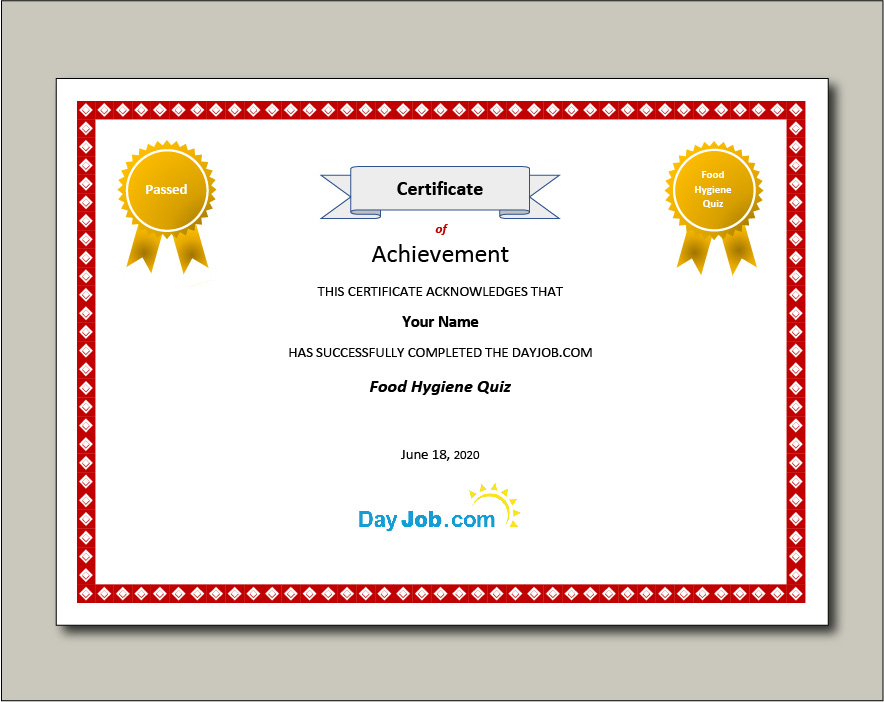 Passed
Food
Hygiene
Quiz
Certificate
of
Achievement
THIS CERTIFICATE ACKNOWLEDGES THAT
Your Name
HAS SUCCESSFULLY COMPLETED THE DAYJOB.COM
Food Hygiene Quiz
June 18, 2020
Day Job.com